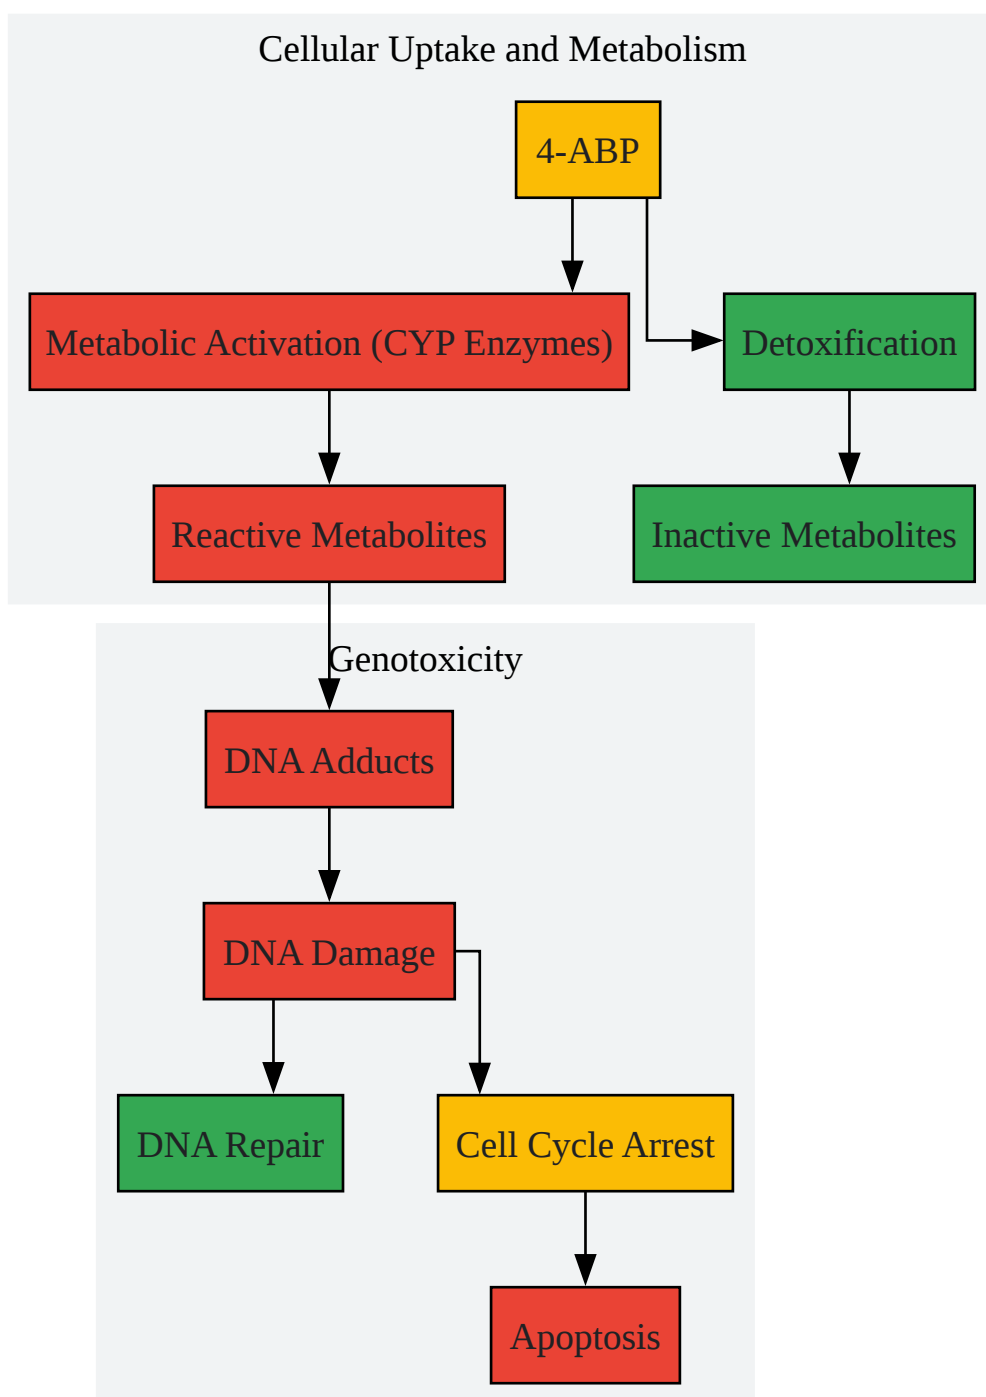 Cellular Uptake and Metabolism
4-ABP
Metabolic Activation (CYP Enzymes)
Detoxification
Reactive Metabolites
Inactive Metabolites
Genotoxicity
DNA Adducts
DNA Damage
DNA Repair
Cell Cycle Arrest
Apoptosis